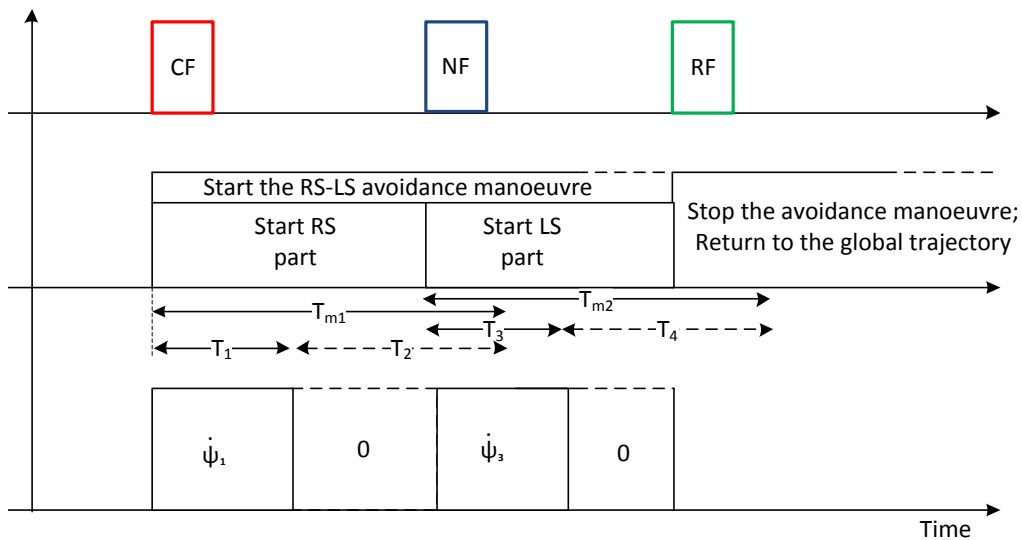 CF
NF
RF
Start the RS-LS avoidance manoeuvre
Start RS
part
Start LS
part
Stop the avoidance manoeuvre;
Return to the global trajectory
Tm1
Tm2
T1
T2
T3
T4
ψ̇₁
0
ψ̇₃
0
Time